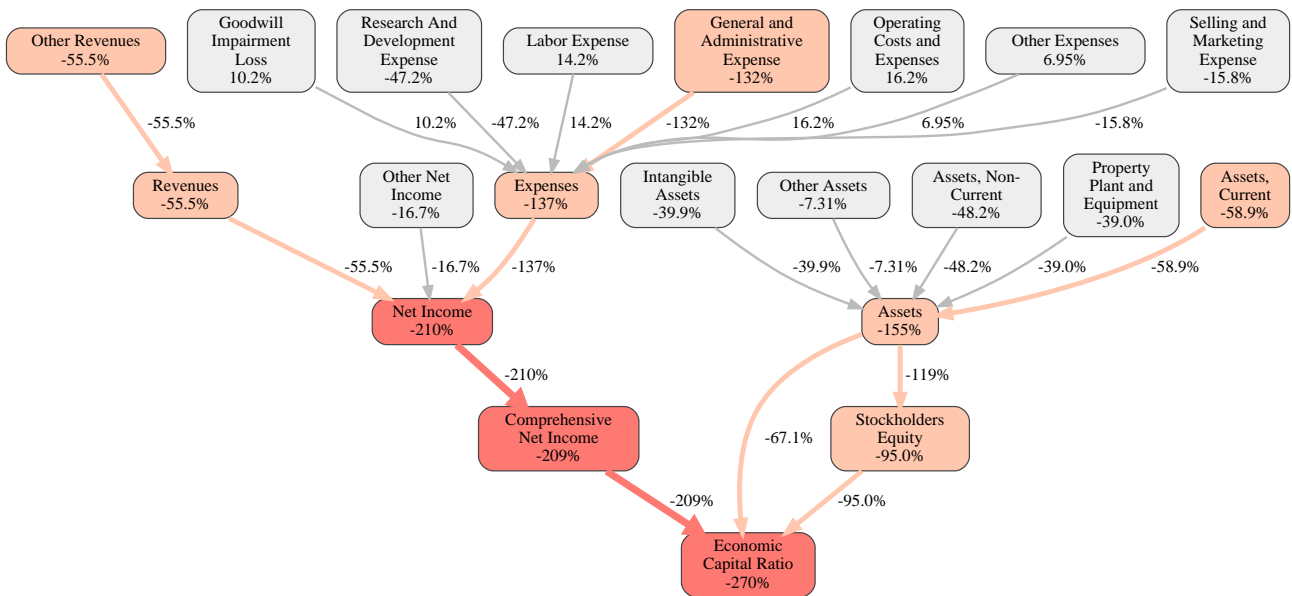 Other Revenues
-55.5%
Goodwill
Impairment
Loss
10.2%
Research And
Development
Expense
-47.2%
Labor Expense
14.2%
General and
Administrative
Expense
-132%
Operating
Costs and
Expenses
16.2%
Other Expenses
6.95%
Selling and
Marketing
Expense
-15.8%
-55.5%
10.2%
-47.2%
14.2%
-132%
16.2%
6.95%
-15.8%
Revenues
-55.5%
Other Net
Income
-16.7%
Expenses
-137%
Intangible
Assets
-39.9%
Other Assets
-7.31%
Assets, Non-
Current
-48.2%
Property
Plant and
Equipment
-39.0%
Assets,
Current
-58.9%
-55.5%
-16.7%
-137%
-39.9%
-7.31%
-48.2%
-39.0%
-58.9%
Net Income
-210%
Assets
-155%
-210%
-119%
Comprehensive
Net Income
-209%
-67.1%
Stockholders
Equity
-95.0%
-209%
-95.0%
Economic
Capital Ratio
-270%